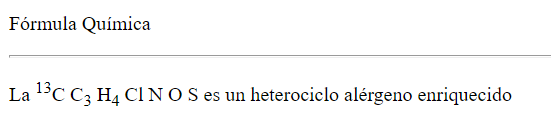 Fórmula Química
La ¹³C C₃ H₄ Cl N O S es un heterociclo alérgeno enriquecido